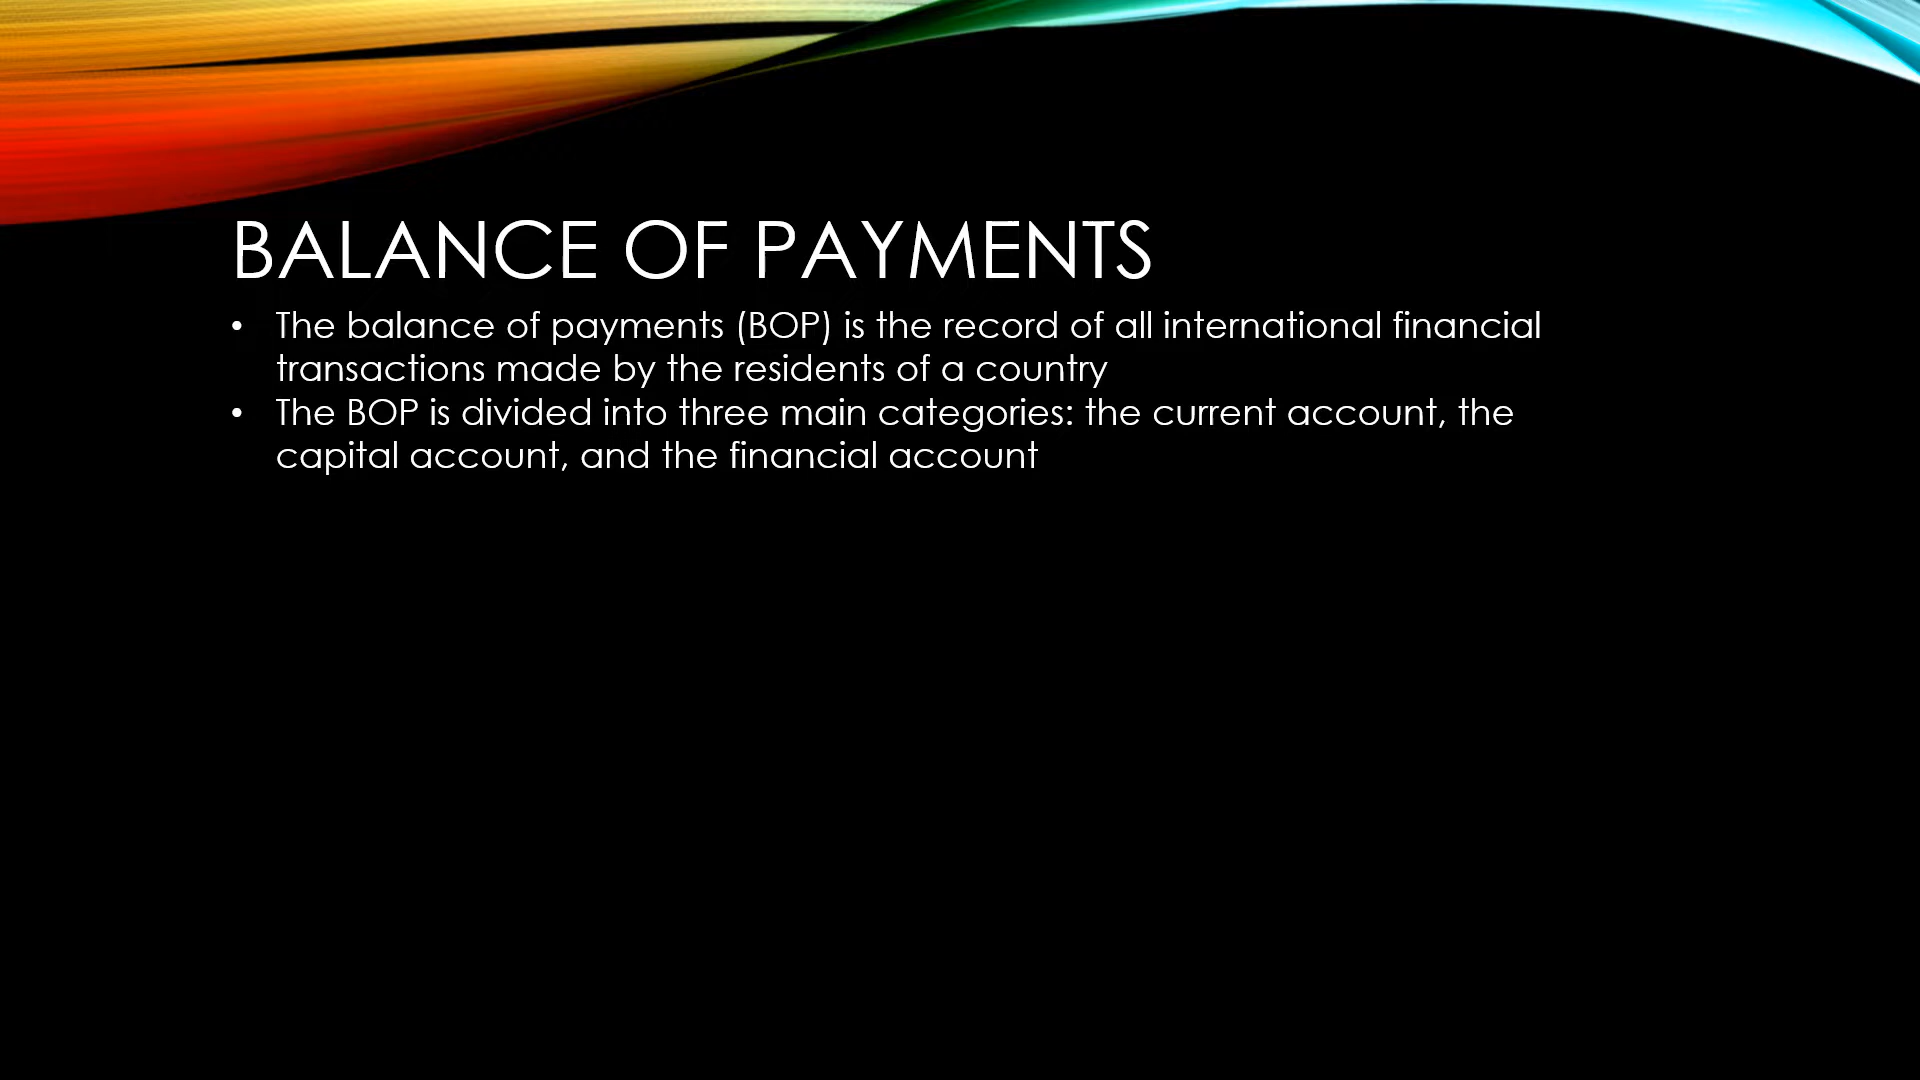 BALANCE OF PAYMENTS
• The balance of payments (BOP) is the record of all international financial
transactions made by the residents of a country
• The BOP is divided into three main categories: the current account, the
capital account, and the financial account